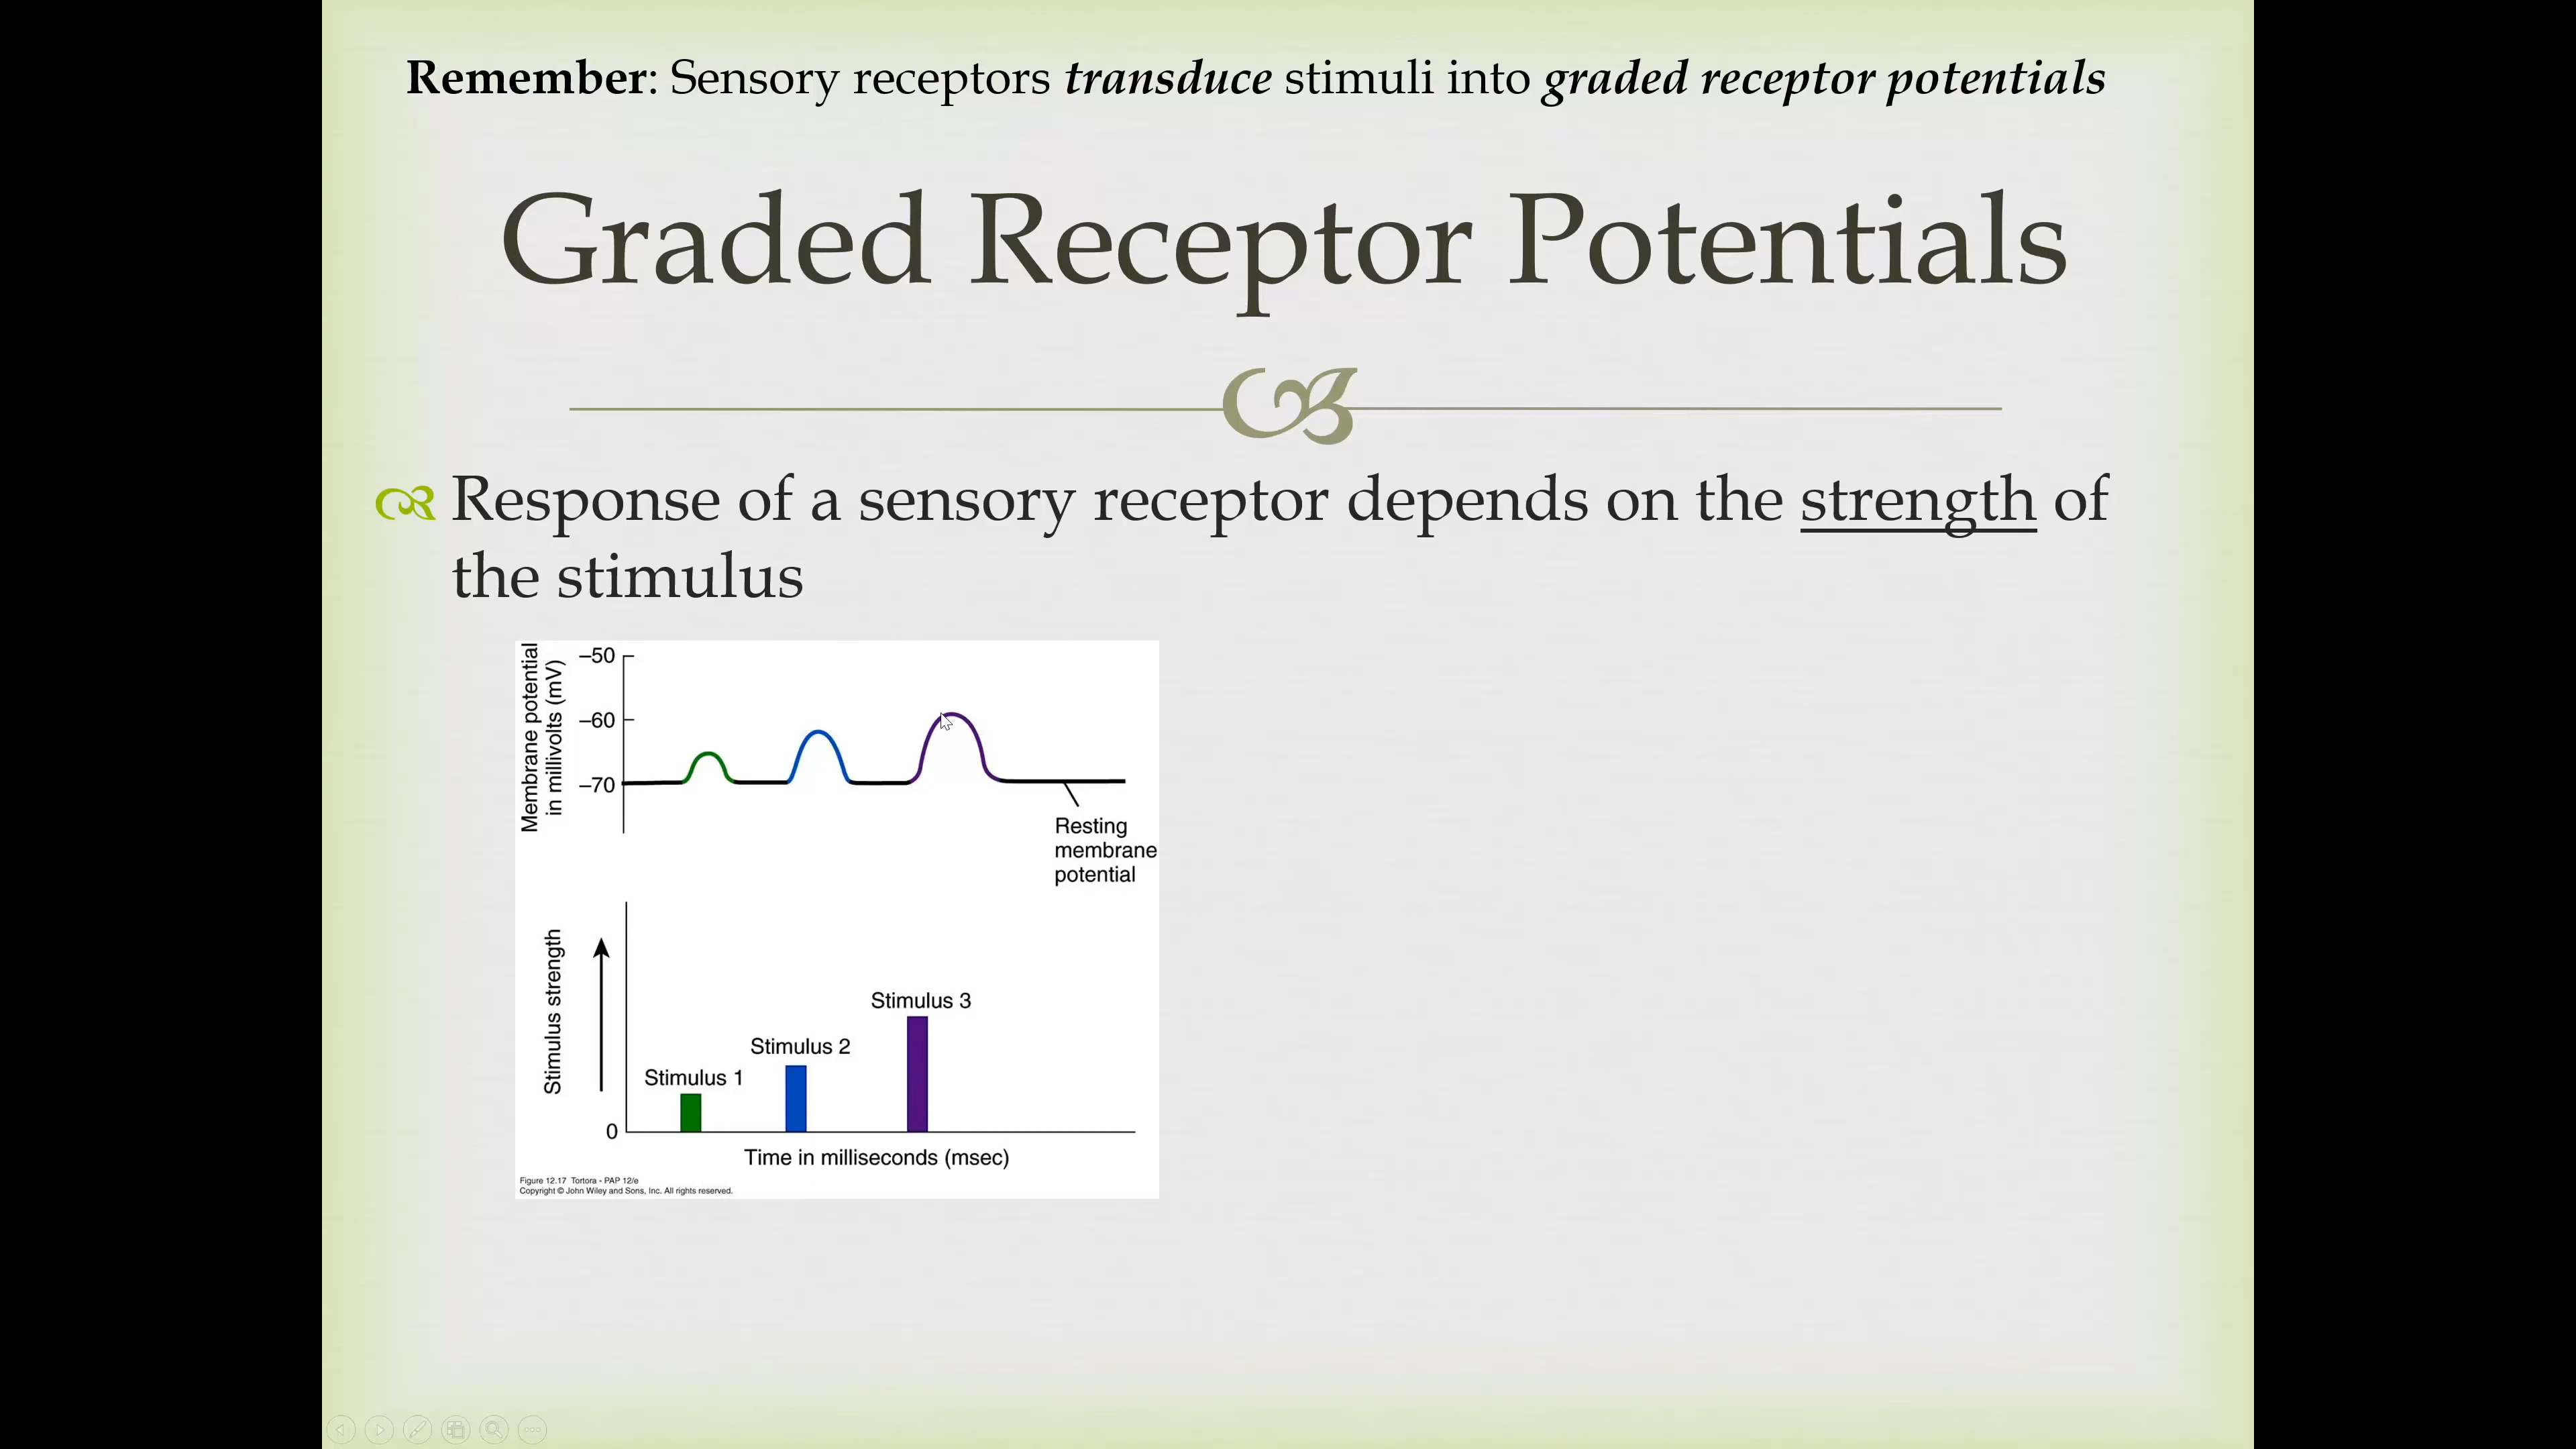 Remember: Sensory receptors transduce stimuli into graded receptor potentials
Graded Receptor Potentials
Response of a sensory receptor depends on the strength of
the stimulus
Membrane potential
in millivolts (mV)
–50
–60
–70
Resting
membrane
potential
Stimulus strength
Stimulus 3
Stimulus 2
Stimulus 1
0
Time in milliseconds (msec)
Figure 12.17 Tortora - PAP 12/e
Copyright © John Wiley and Sons, Inc. All rights reserved.